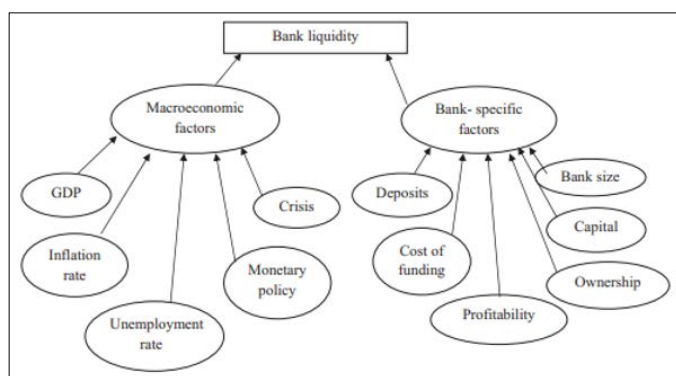 Bank liquidity
Macroeconomic
factors
Bank- specific
factors
GDP
Inflation
rate
Unemployment
rate
Monetary
policy
Crisis
Deposits
Cost of
funding
Profitability
Ownership
Capital
Bank size